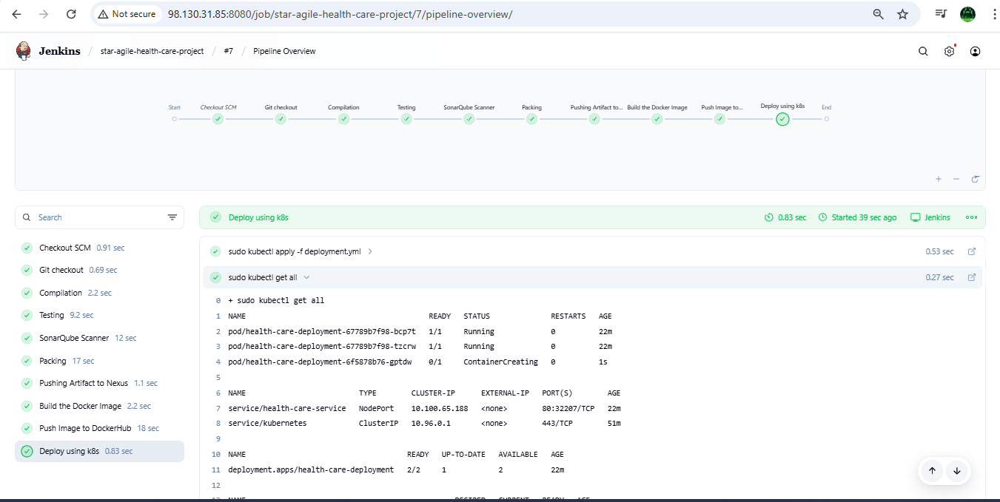 Not secure 98.130.31.85:8080/job/star-agile-health-care-project/7/pipeline-overview/
Jenkins / star-agile-health-care-project / #7 / Pipeline Overview
Start Checkout SCM Git checkout Compilation Testing SonarQube Scanner Packing Pushing Artifact to... Build the Docker Image Push Image to... Deploy using k8s End
Search
Checkout SCM 0.91 sec
Git checkout 0.69 sec
Compilation 2.2 sec
Testing 9.2 sec
SonarQube Scanner 12 sec
Packing 17 sec
Pushing Artifact to Nexus 1.1 sec
Build the Docker Image 2.2 sec
Push Image to DockerHub 18 sec
Deploy using k8s 0.83 sec
Deploy using k8s 0.83 sec Started 39 sec ago Jenkins
sudo kubectl apply -f deployment.yml 0.53 sec
sudo kubectl get all 0.27 sec
0 + sudo kubectl get all
1 NAME READY STATUS RESTARTS AGE
2 pod/health-care-deployment-67789b7f98-bcp7t 1/1 Running 0 22m
3 pod/health-care-deployment-67789b7f98-tzcrw 1/1 Running 0 22m
4 pod/health-care-deployment-6f5878b76-gptdw 0/1 ContainerCreating 0 1s
5
6 NAME TYPE CLUSTER-IP EXTERNAL-IP PORT(S) AGE
7 service/health-care-service NodePort 10.100.65.188 <none> 80:32207/TCP 22m
8 service/kubernetes ClusterIP 10.96.0.1 <none> 443/TCP 51m
9
10 NAME READY UP-TO-DATE AVAILABLE AGE
11 deployment.apps/health-care-deployment 2/2 1 2 22m
12
13 NAME DESIRED CURRENT READY AGE